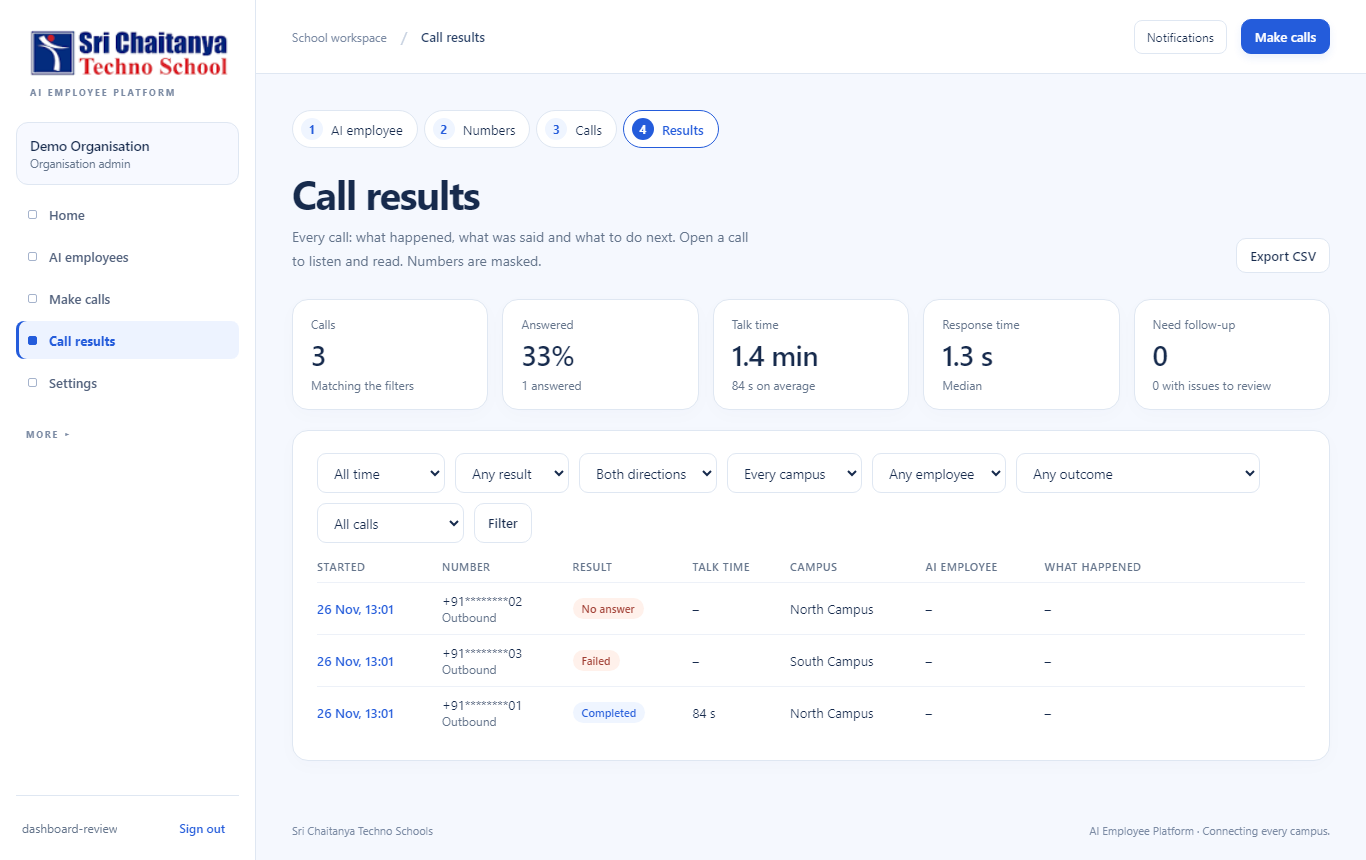 Sri Chaitanya
Techno School
AI EMPLOYEE PLATFORM
Demo Organisation
Organisation admin
Home
AI employees
Make calls
Call results
Settings
MORE
dashboard-review
Sign out
School workspace / Call results
Notifications
Make calls
1 AI employee
2 Numbers
3 Calls
4 Results
Call results
Every call: what happened, what was said and what to do next. Open a call
to listen and read. Numbers are masked.
Export CSV
Calls
3
Matching the filters
Answered
33%
1 answered
Talk time
1.4 min
84 s on average
Response time
1.3 s
Median
Need follow-up
0
0 with issues to review
All time
Any result
Both directions
Every campus
Any employee
Any outcome
All calls
Filter
STARTED NUMBER RESULT TALK TIME CAMPUS AI EMPLOYEE WHAT HAPPENED
26 Nov, 13:01 +91********02 No answer – North Campus – –
Outbound
26 Nov, 13:01 +91********03 Failed – South Campus – –
Outbound
26 Nov, 13:01 +91********01 Completed 84 s North Campus – –
Outbound
Sri Chaitanya Techno Schools
AI Employee Platform · Connecting every campus.